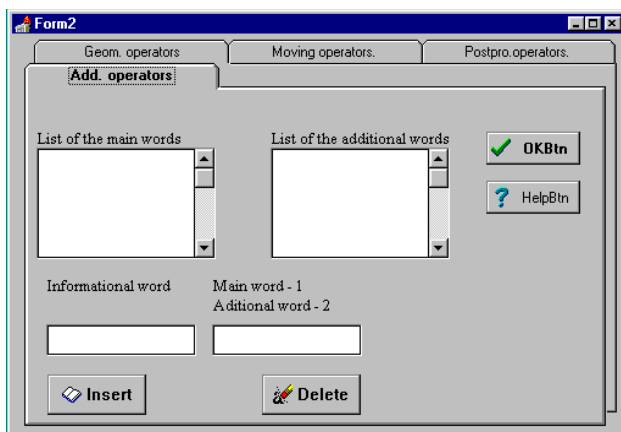 Form2
Geom. operators
Moving operators.
Postpro.operators.
Add. operators
List of the main words
List of the additional words
OKBtn
HelpBtn
Informational word
Main word - 1
Aditional word - 2
Insert
Delete